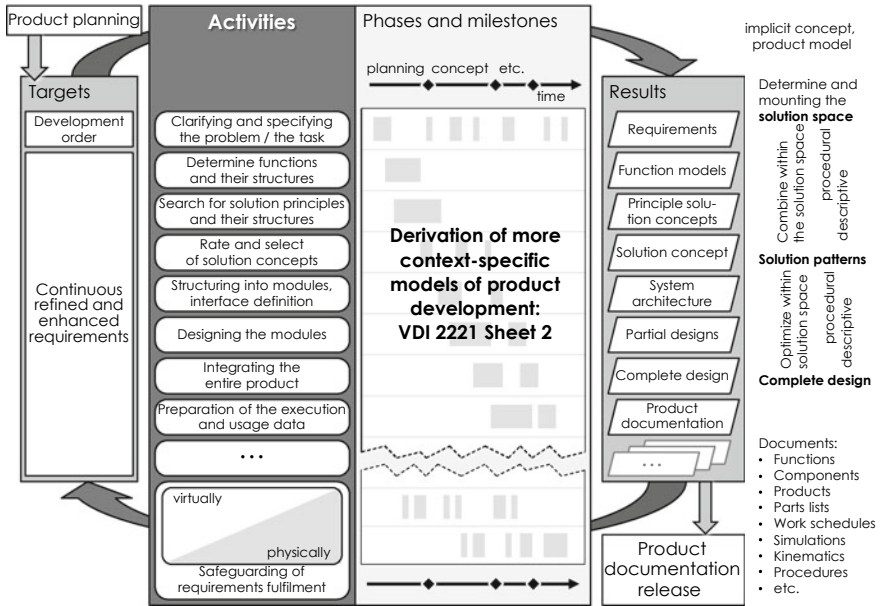 Product planning
Targets
Development
order
Continuous
refined and
enhanced
requirements
Activities
Clarifying and specifying
the problem / the task
Determine functions
and their structures
Search for solution principles
and their structures
Rate and select
of solution concepts
Structuring into modules,
interface definition
Designing the modules
Integrating the
entire product
Preparation of the execution
and usage data
...
virtually
physically
Safeguarding of
requirements fulfilment
Phases and milestones
planning concept etc.
time
Derivation of more
context-specific
models of product
development:
VDI 2221 Sheet 2
Results
Requirements
Function models
Principle solu-
tion concepts
Solution concept
System
architecture
Partial designs
Complete design
Product
documentation
...
Product
documentation
release
implicit concept,
product model
Determine and
mounting the
solution space
Combine within
the solution space
procedural
descriptive
Solution patterns
Optimize within
solution space
procedural
descriptive
Complete design
Documents:
• Functions
• Components
• Products
• Parts lists
• Work schedules
• Simulations
• Kinematics
• Procedures
• etc.